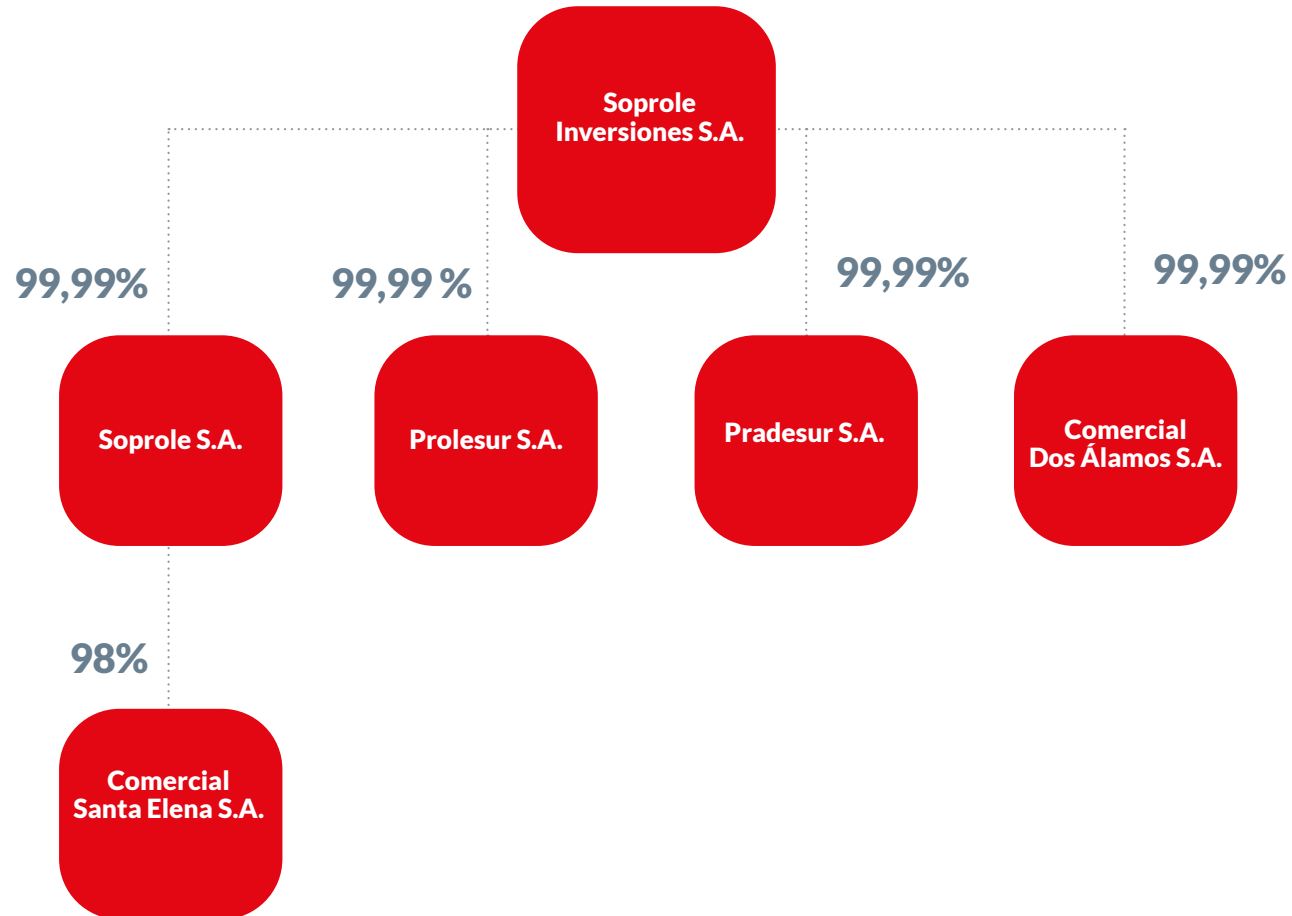 Soprole
Inversiones S.A.
99,99%
99,99 %
99,99%
99,99%
Soprole S.A.
Prolesur S.A.
Pradesur S.A.
Comercial
Dos Álamos S.A.
98%
Comercial
Santa Elena S.A.